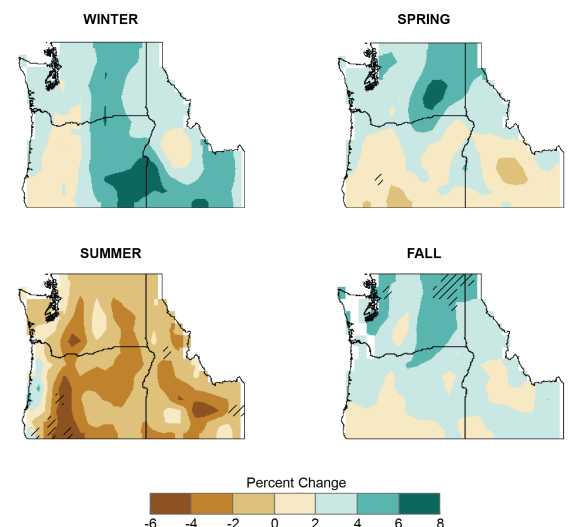 WINTER
SPRING
SUMMER
FALL
Percent Change
-6 -4 -2 0 2 4 6 8